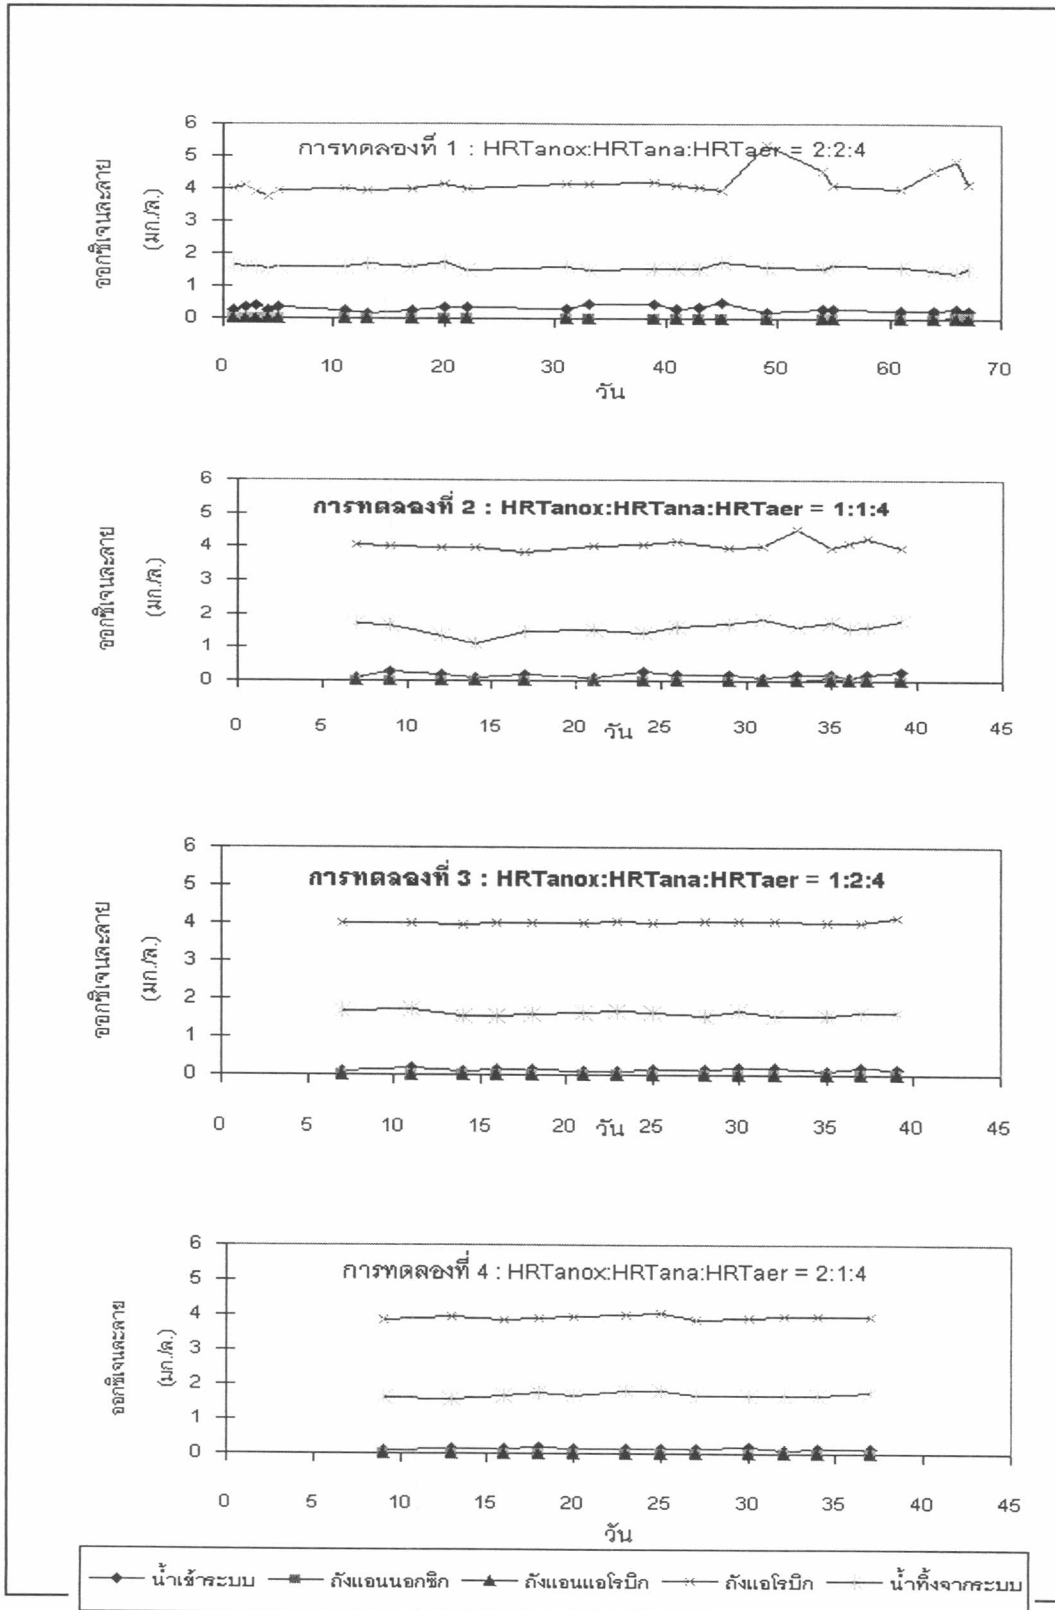 การทดลองที่ 1 : HRTanox:HRTana:HRTaer = 2:2:4
ออกซิเจนละลาย
(มก./ล.)
6
5
4
3
2
1
0
0 10 20 30 40 50 60 70
วัน
การทดลองที่ 2 : HRTanox:HRTana:HRTaer = 1:1:4
ออกซิเจนละลาย
(มก./ล.)
6
5
4
3
2
1
0
0 5 10 15 20 25 30 35 40 45
วัน
การทดลองที่ 3 : HRTanox:HRTana:HRTaer = 1:2:4
ออกซิเจนละลาย
(มก./ล.)
6
5
4
3
2
1
0
0 5 10 15 20 25 30 35 40 45
วัน
การทดลองที่ 4 : HRTanox:HRTana:HRTaer = 2:1:4
ออกซิเจนละลาย
(มก./ล.)
6
5
4
3
2
1
0
0 5 10 15 20 25 30 35 40 45
วัน
น้ำเข้าระบบ ถังแอนนอกซิก ถังแอนแอโรบิก ถังแอโรบิก น้ำทิ้งจากระบบ